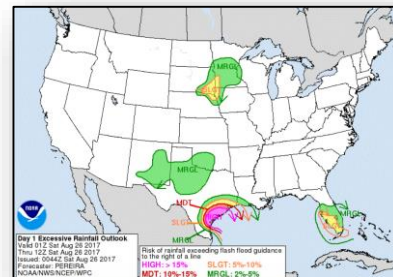 MRGL
SLGT
MRGL
MDT
SLGT
MRGL
HIGH
MRGL
noaa
Day 1 Excessive Rainfall Outlook
Valid 01Z Sat Aug 26 2017
Thru 12Z Sat Aug 26 2017
Issued: 0044Z Sat Aug 26 2017
Forecaster: PEREIRA
NOAA/NWS/NCEP/WPC
Risk of rainfall exceeding flash flood guidance
to the right of a line
HIGH: > 15% SLGT: 5%-10%
MDT: 10%-15% MRGL: 2%-5%